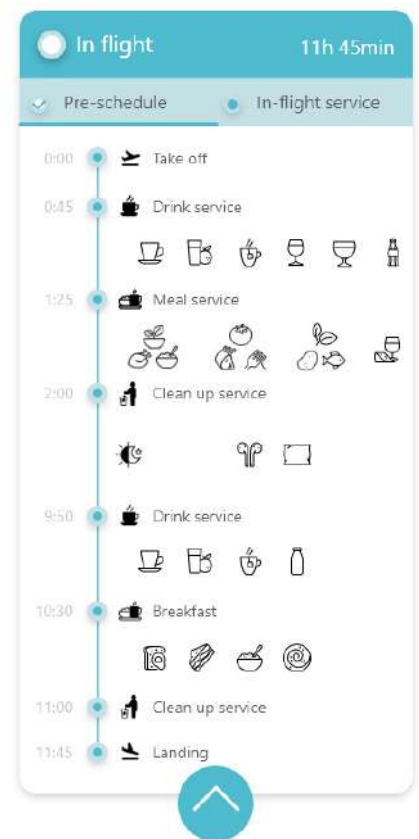 In flight 11h 45min
Pre-schedule In-flight service
0:00 Take off
0:45 Drink service
1:25 Meal service
2:00 Clean up service
9:50 Drink service
10:30 Breakfast
11:00 Clean up service
11:45 Landing